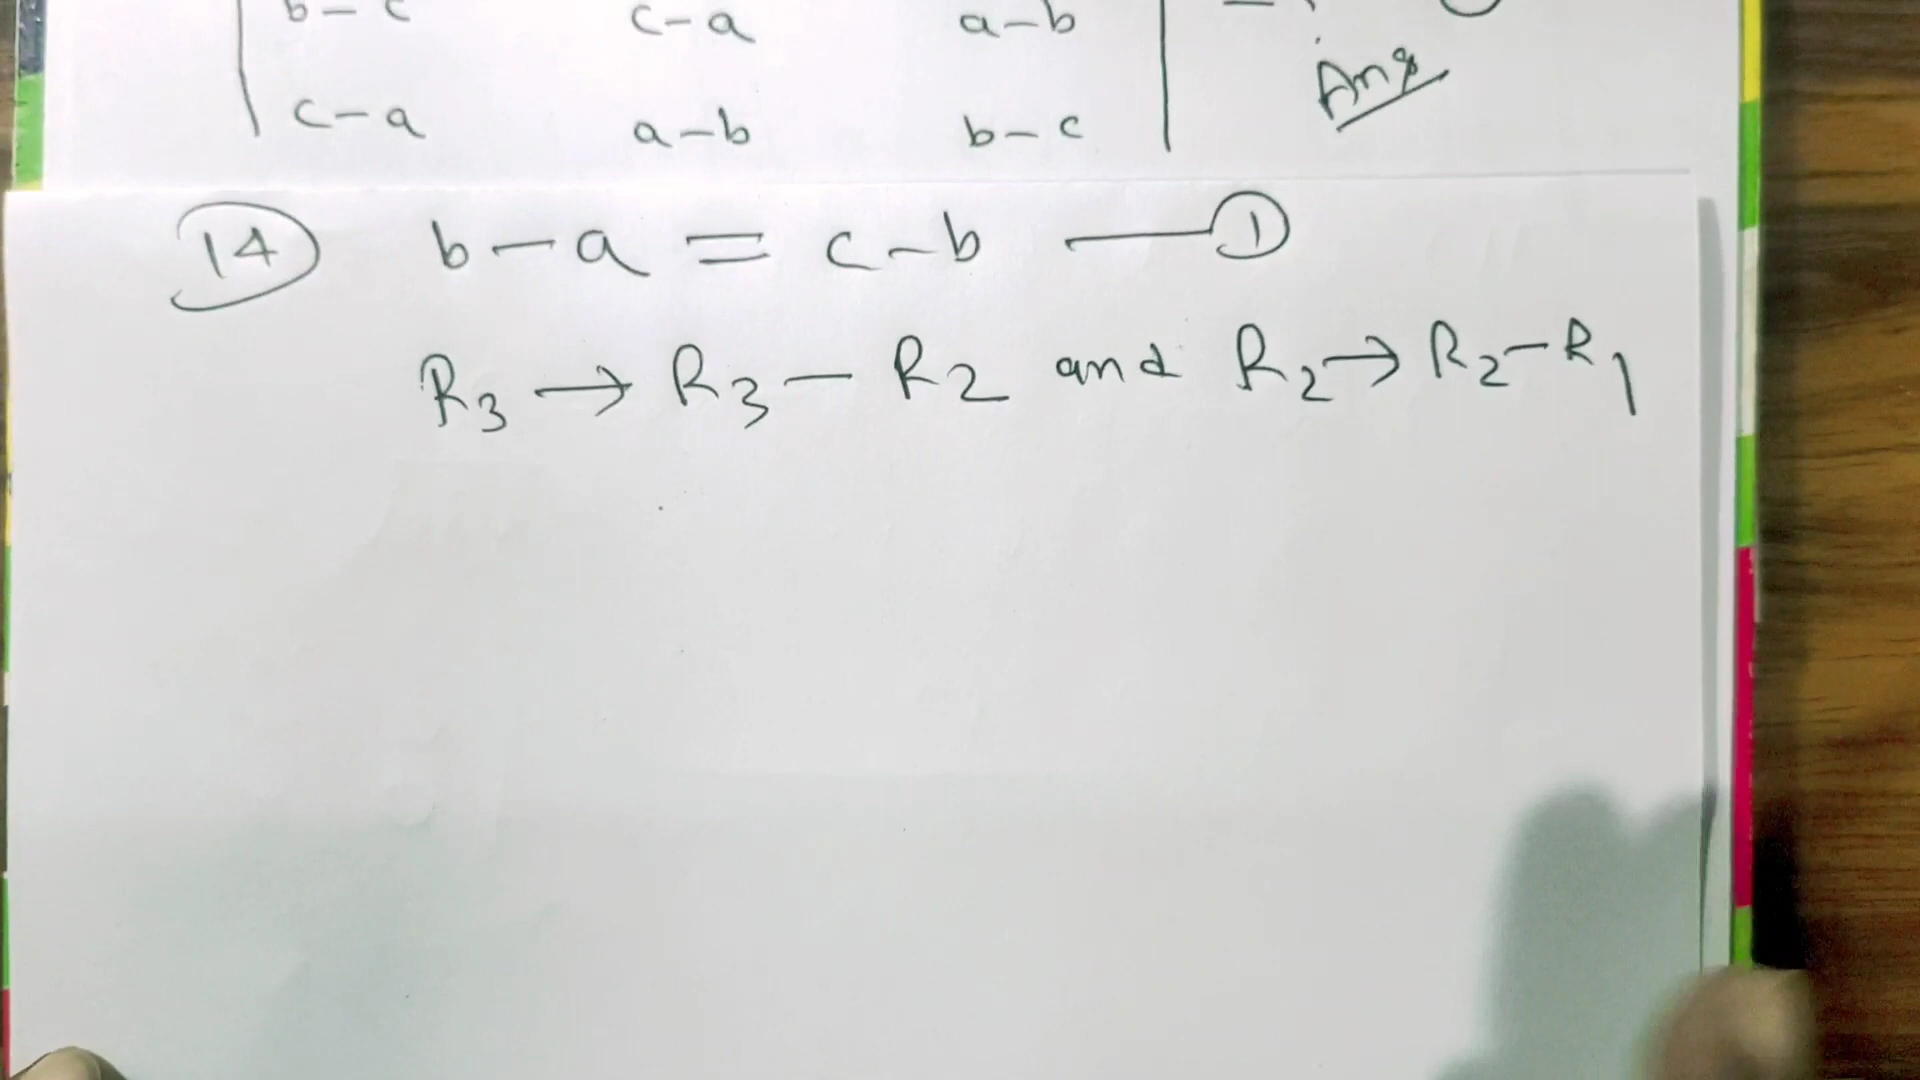 b - c c - a a - b
Ans
c - a a - b b - c
14 b - a = c - b — 1
R3 → R3 - R2 and R2 → R2 - R1